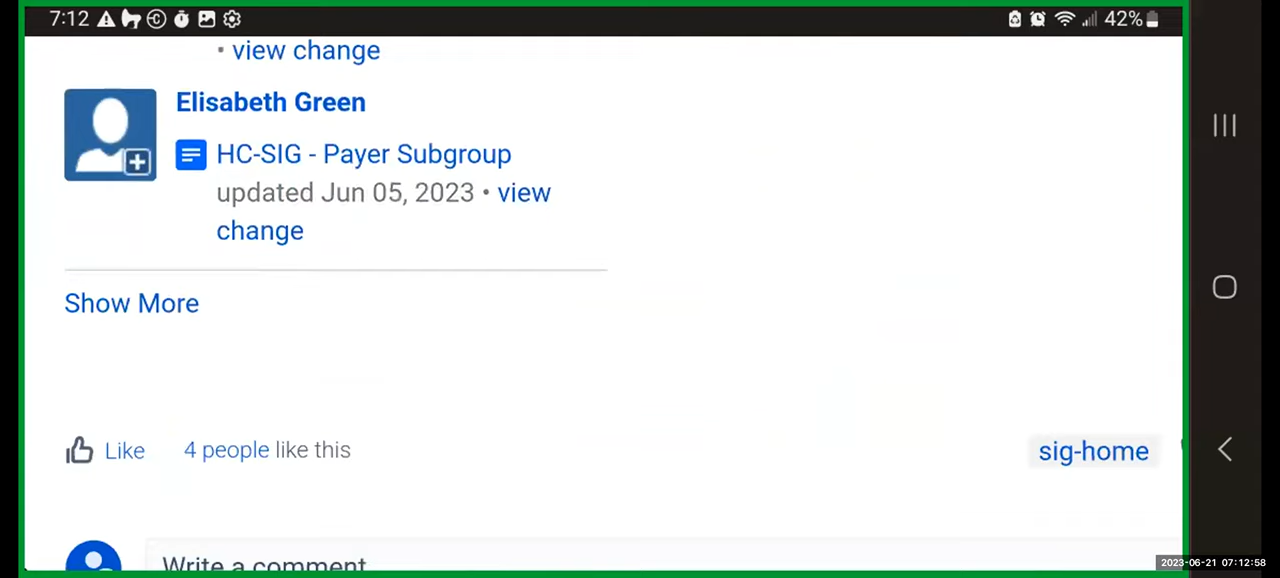 7:12
42%
• view change
Elisabeth Green
HC-SIG - Payer Subgroup
updated Jun 05, 2023 • view
change
Show More
Like 4 people like this
sig-home
Write a comment
2023-06-21 07:12:58